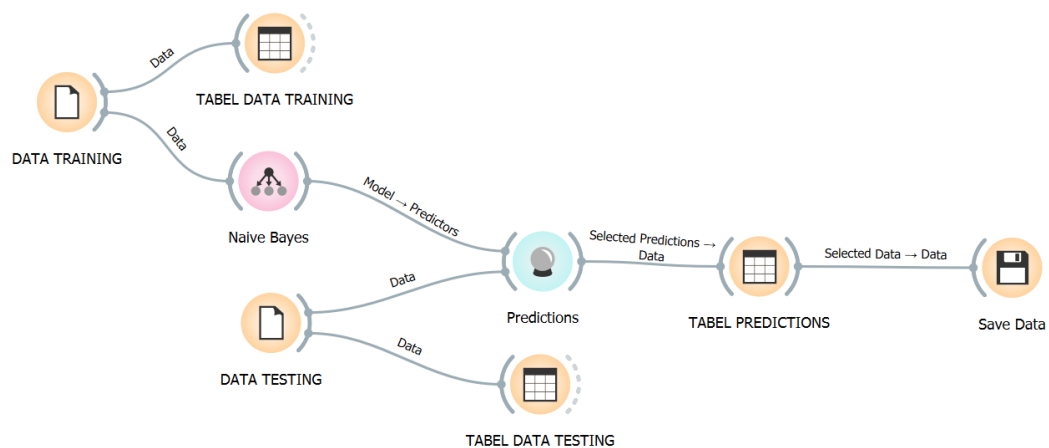 Data
TABEL DATA TRAINING
DATA TRAINING
Data
Naive Bayes
Model → Predictors
Data
Predictions
Selected Predictions →
Data
TABEL PREDICTIONS
Selected Data → Data
Save Data
DATA TESTING
Data
TABEL DATA TESTING